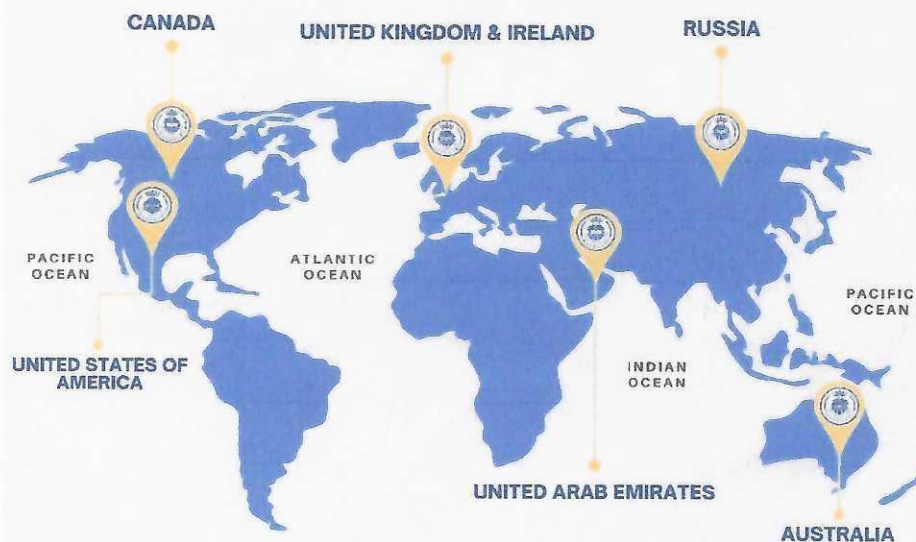 CANADA
UNITED KINGDOM & IRELAND
RUSSIA
PACIFIC
OCEAN
ATLANTIC
OCEAN
PACIFIC
OCEAN
UNITED STATES OF
AMERICA
INDIAN
OCEAN
UNITED ARAB EMIRATES
AUSTRALIA